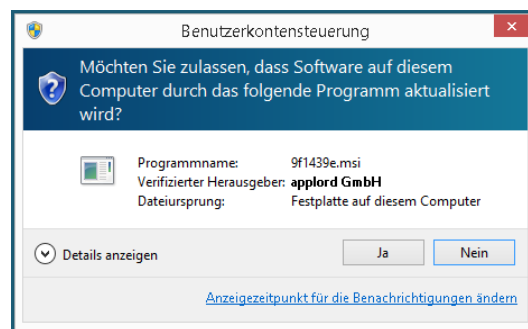 Benutzerkontensteuerung
Möchten Sie zulassen, dass Software auf diesem
Computer durch das folgende Programm aktualisiert
wird?
Programmname: 9f1439e.msi
Verifizierter Herausgeber: applord GmbH
Dateiursprung: Festplatte auf diesem Computer
Details anzeigen Ja Nein
Anzeigezeitpunkt für die Benachrichtigungen ändern